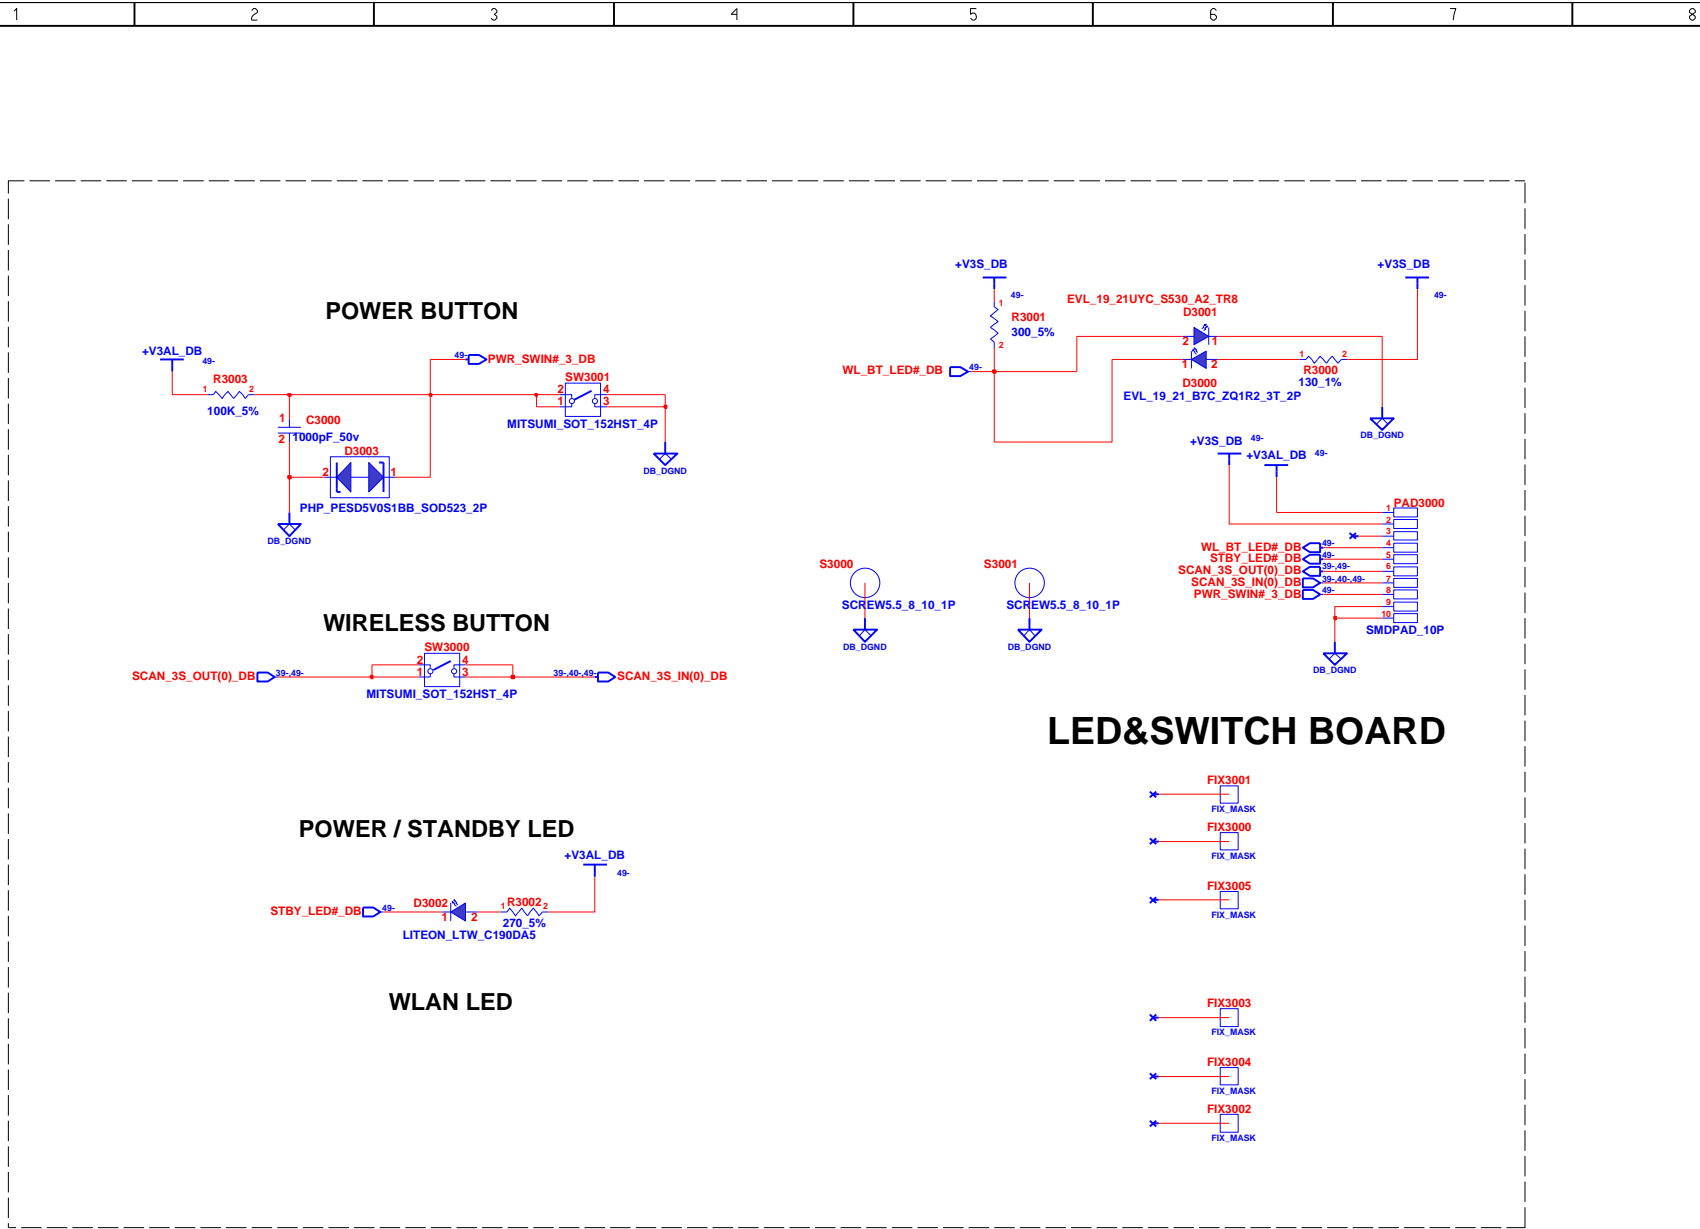 1 2 3 4 5 6 7 8
POWER BUTTON
+V3AL_DB
49-
R3003
1 2
100K_5%
49-
PWR_SWIN#_3_DB
1
C3000
2
1000pF_50v
D3003
2 1
PHP_PESD5V0S1BB_SOD523_2P
DB_DGND
SW3001
2 4
1 3
MITSUMI_SOT_152HST_4P
DB_DGND
WIRELESS BUTTON
SW3000
2 4
1 3
SCAN_3S_OUT(0)_DB
39-,49-
39-,40-,49-
SCAN_3S_IN(0)_DB
MITSUMI_SOT_152HST_4P
POWER / STANDBY LED
+V3AL_DB
49-
STBY_LED#_DB
49-
D3002
1 2
R3002
1 2
270_5%
LITEON_LTW_C190DA5
WLAN LED
+V3S_DB
49-
1
R3001
300_5%
2
WL_BT_LED#_DB
49-
EVL_19_21UYC_S530_A2_TR8
D3001
2 1
1 2
D3000
EVL_19_21_B7C_ZQ1R2_3T_2P
1 2
R3000
130_1%
+V3S_DB
49-
DB_DGND
+V3S_DB
49-
+V3AL_DB
49-
PAD3000
1
2
3
WL_BT_LED#_DB 49- 4
STBY_LED#_DB 49- 5
SCAN_3S_OUT(0)_DB 39-,49- 6
SCAN_3S_IN(0)_DB 39-,40-,49- 7
PWR_SWIN#_3_DB 49- 8
9
10
SMDPAD_10P
DB_DGND
S3000
SCREW5.5_8_10_1P
DB_DGND
S3001
SCREW5.5_8_10_1P
DB_DGND
LED&SWITCH BOARD
FIX3001
FIX_MASK
FIX3000
FIX_MASK
FIX3005
FIX_MASK
FIX3003
FIX_MASK
FIX3004
FIX_MASK
FIX3002
FIX_MASK